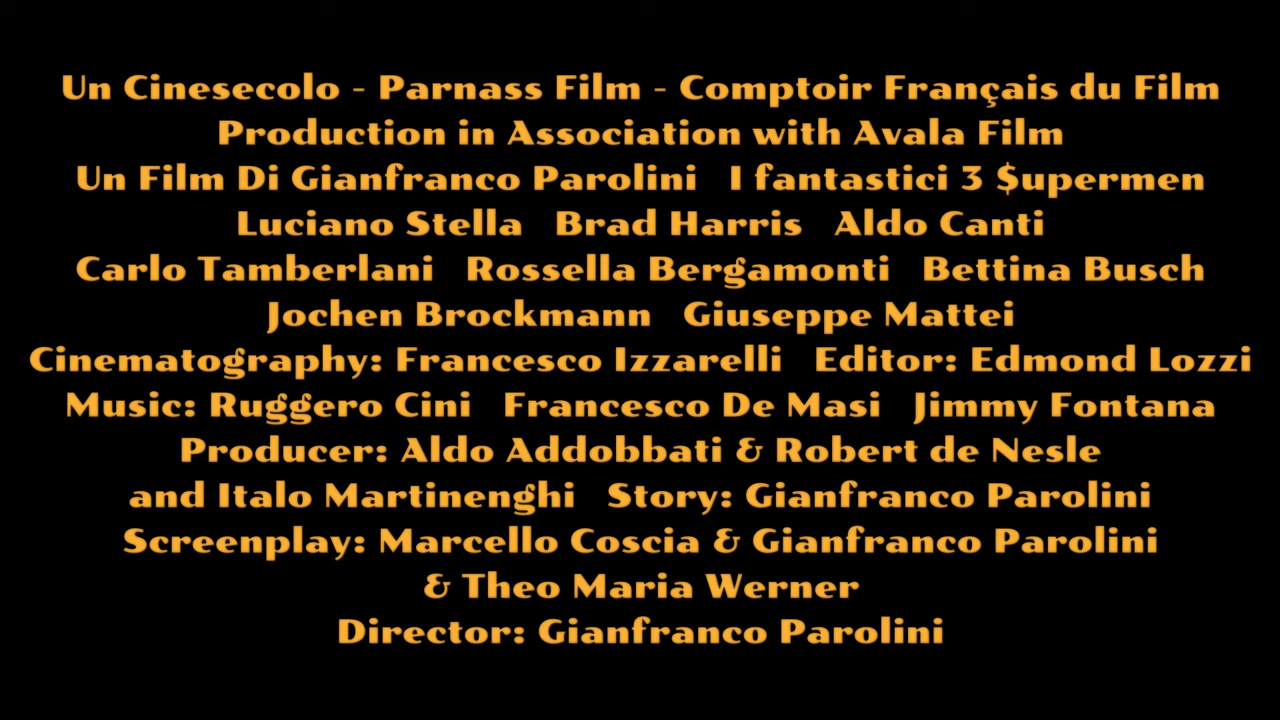 Un Cinesecolo - Parnass Film - Comptoir Français du Film
Production in Association with Avala Film
Un Film Di Gianfranco Parolini I fantastici 3 $upermen
Luciano Stella Brad Harris Aldo Canti
Carlo Tamberlani Rossella Bergamonti Bettina Busch
Jochen Brockmann Giuseppe Mattei
Cinematography: Francesco Izzarelli Editor: Edmond Lozzi
Music: Ruggero Cini Francesco De Masi Jimmy Fontana
Producer: Aldo Addobbati & Robert de Nesle
and Italo Martinenghi Story: Gianfranco Parolini
Screenplay: Marcello Coscia & Gianfranco Parolini
& Theo Maria Werner
Director: Gianfranco Parolini